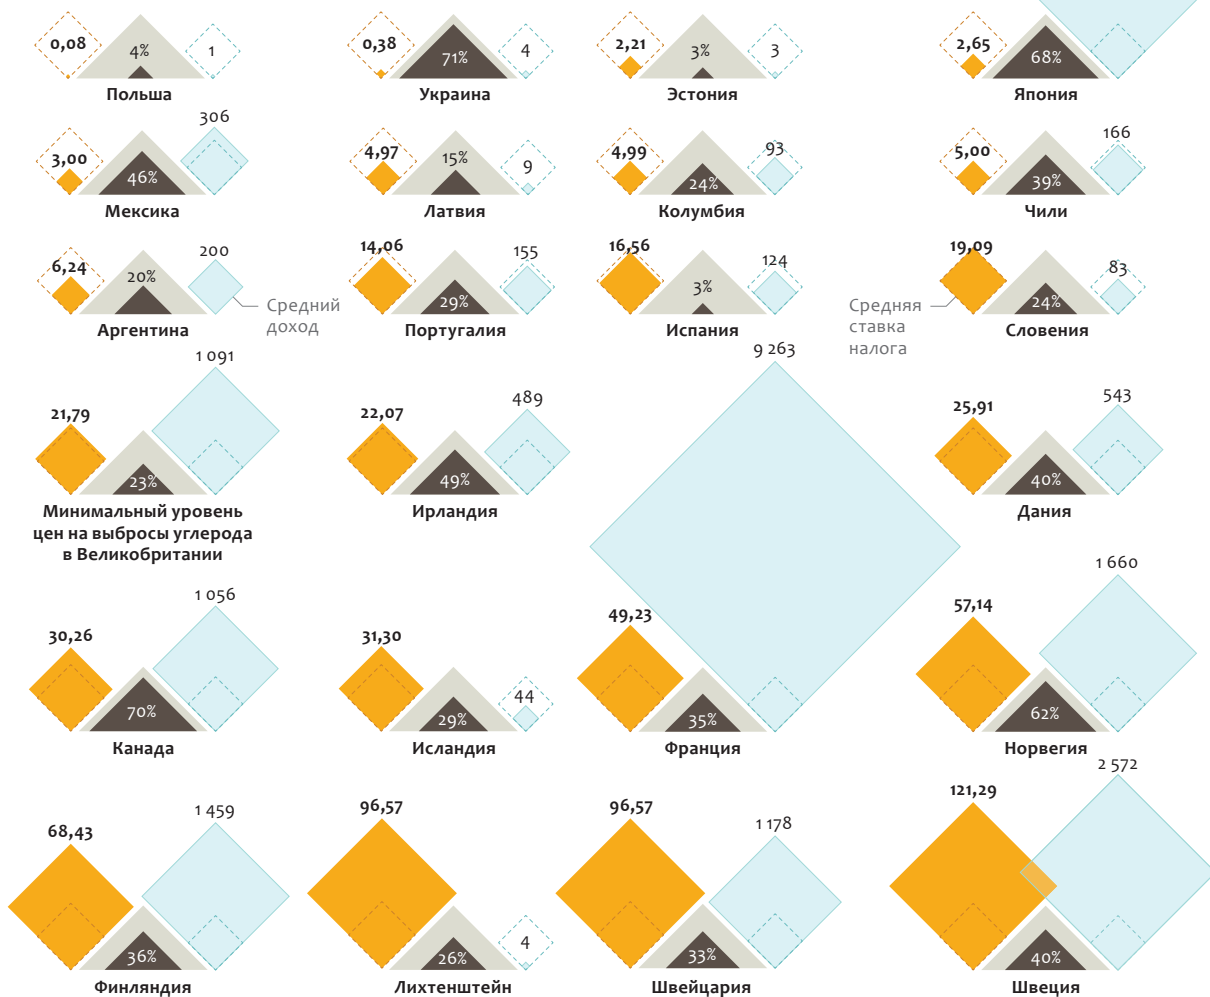 0,08
4%
1
Польша
0,38
71%
4
Украина
2,21
3%
3
Эстония
2,65
68%
Япония
3,00
46%
306
Мексика
4,97
15%
9
Латвия
4,99
24%
93
Колумбия
5,00
39%
166
Чили
6,24
20%
200
Аргентина
Средний
доход
14,06
29%
155
Португалия
16,56
3%
124
Испания
Средняя
ставка
налога
19,09
24%
83
Словения
21,79
23%
1 091
Минимальный уровень
цен на выбросы углерода
в Великобритании
22,07
49%
489
Ирландия
9 263
25,91
40%
543
Дания
30,26
70%
1 056
Канада
31,30
29%
44
Исландия
49,23
35%
Франция
57,14
62%
1 660
Норвегия
68,43
36%
1 459
Финляндия
96,57
26%
4
Лихтенштейн
96,57
33%
1 178
Швейцария
121,29
40%
2 572
Швеция